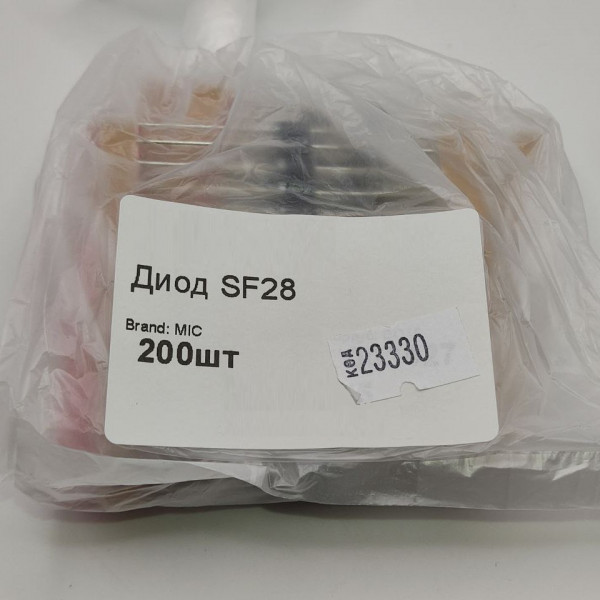 Диод SF28
Brand: MIC
200шт
код 23330